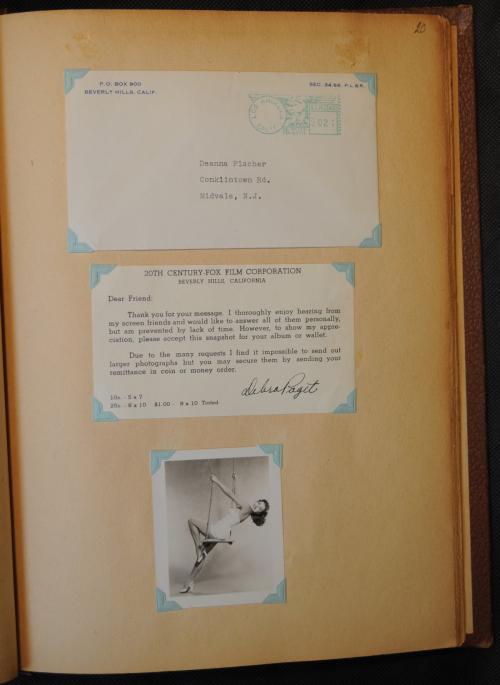 20
P.O. BOX 900
BEVERLY HILLS, CALIF.
SEC. 34.66 P.L.&R.
LOS ANGELES
CALIF.
02
Deanna Fischer
Conklintown Rd.
Midvale, N.J.
20TH CENTURY-FOX FILM CORPORATION
BEVERLY HILLS, CALIFORNIA
Dear Friend:
Thank you for your message. I thoroughly enjoy hearing from
my screen friends and would like to answer all of them personally,
but am prevented by lack of time. However, to show my appre-
ciation, please accept this snapshot for your album or wallet.
Due to the many requests I find it impossible to send out
larger photographs but you may secure them by sending your
remittance in coin or money order.
Debra Paget
10c. - 5 x 7
25c. - 8 x 10 $1.00 - 8 x 10 Tinted